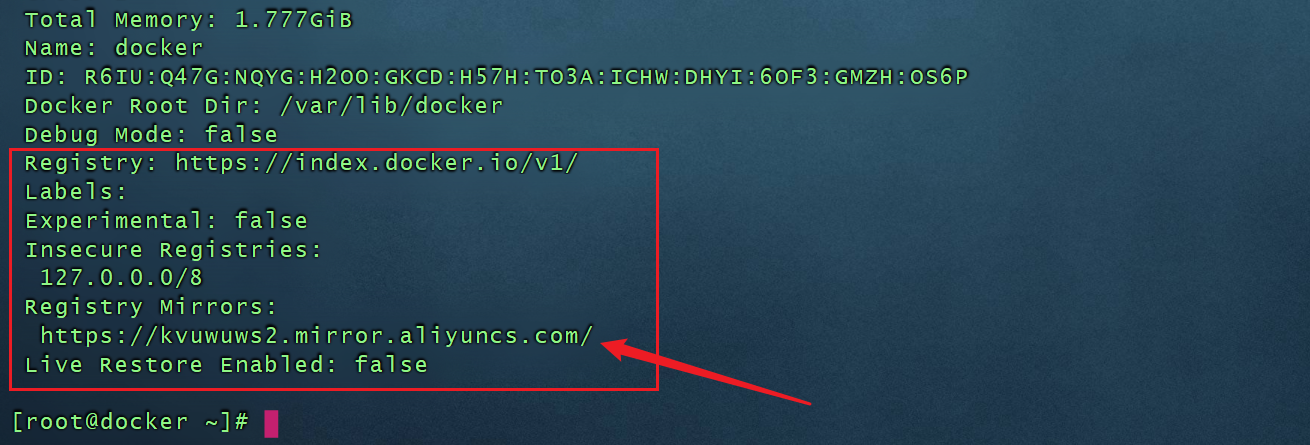 Total Memory: 1.777GiB
Name: docker
ID: R6IU:Q47G:NQYG:H2OO:GKCD:H57H:TO3A:ICHW:DHYI:6OF3:GMZH:OS6P
Docker Root Dir: /var/lib/docker
Debug Mode: false
Registry: https://index.docker.io/v1/
Labels:
Experimental: false
Insecure Registries:
127.0.0.0/8
Registry Mirrors:
https://kvuwuws2.mirror.aliyuncs.com/
Live Restore Enabled: false
[root@docker ~]#